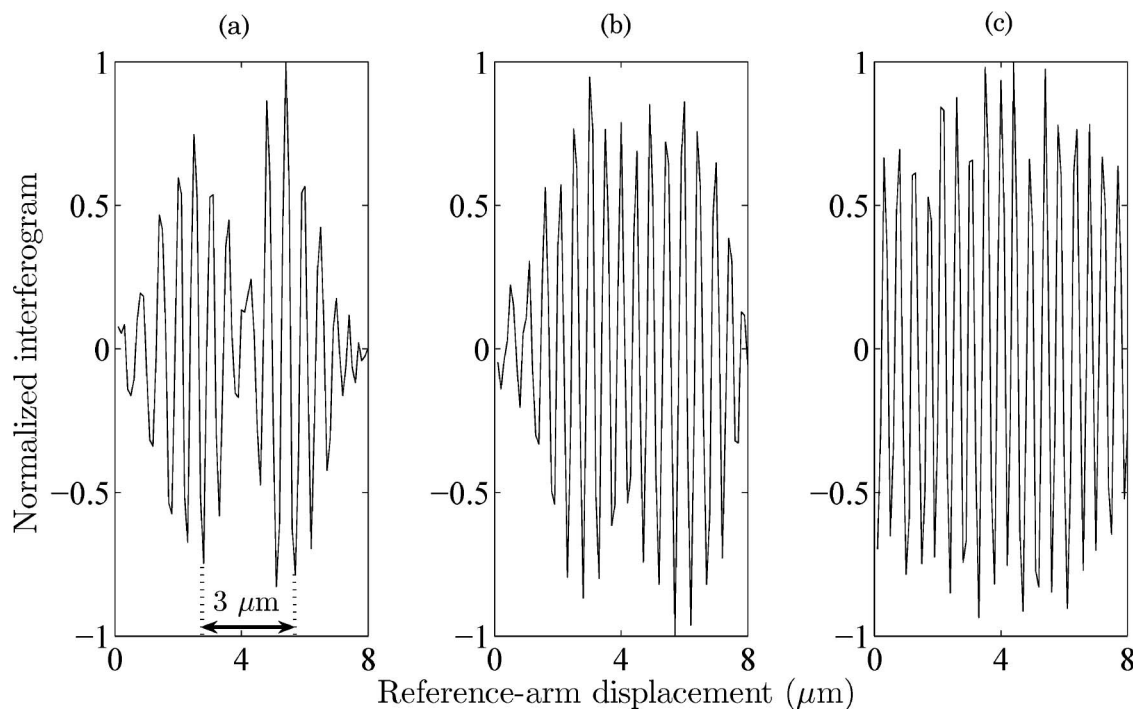 (a) (b) (c)
Normalized interferogram
1 1 1
0.5 0.5 0.5
0 0 0
−0.5 −0.5 −0.5
3 μm
−1 −1 −1
0 4 8 0 4 8 0 4 8
Reference-arm displacement (μm)